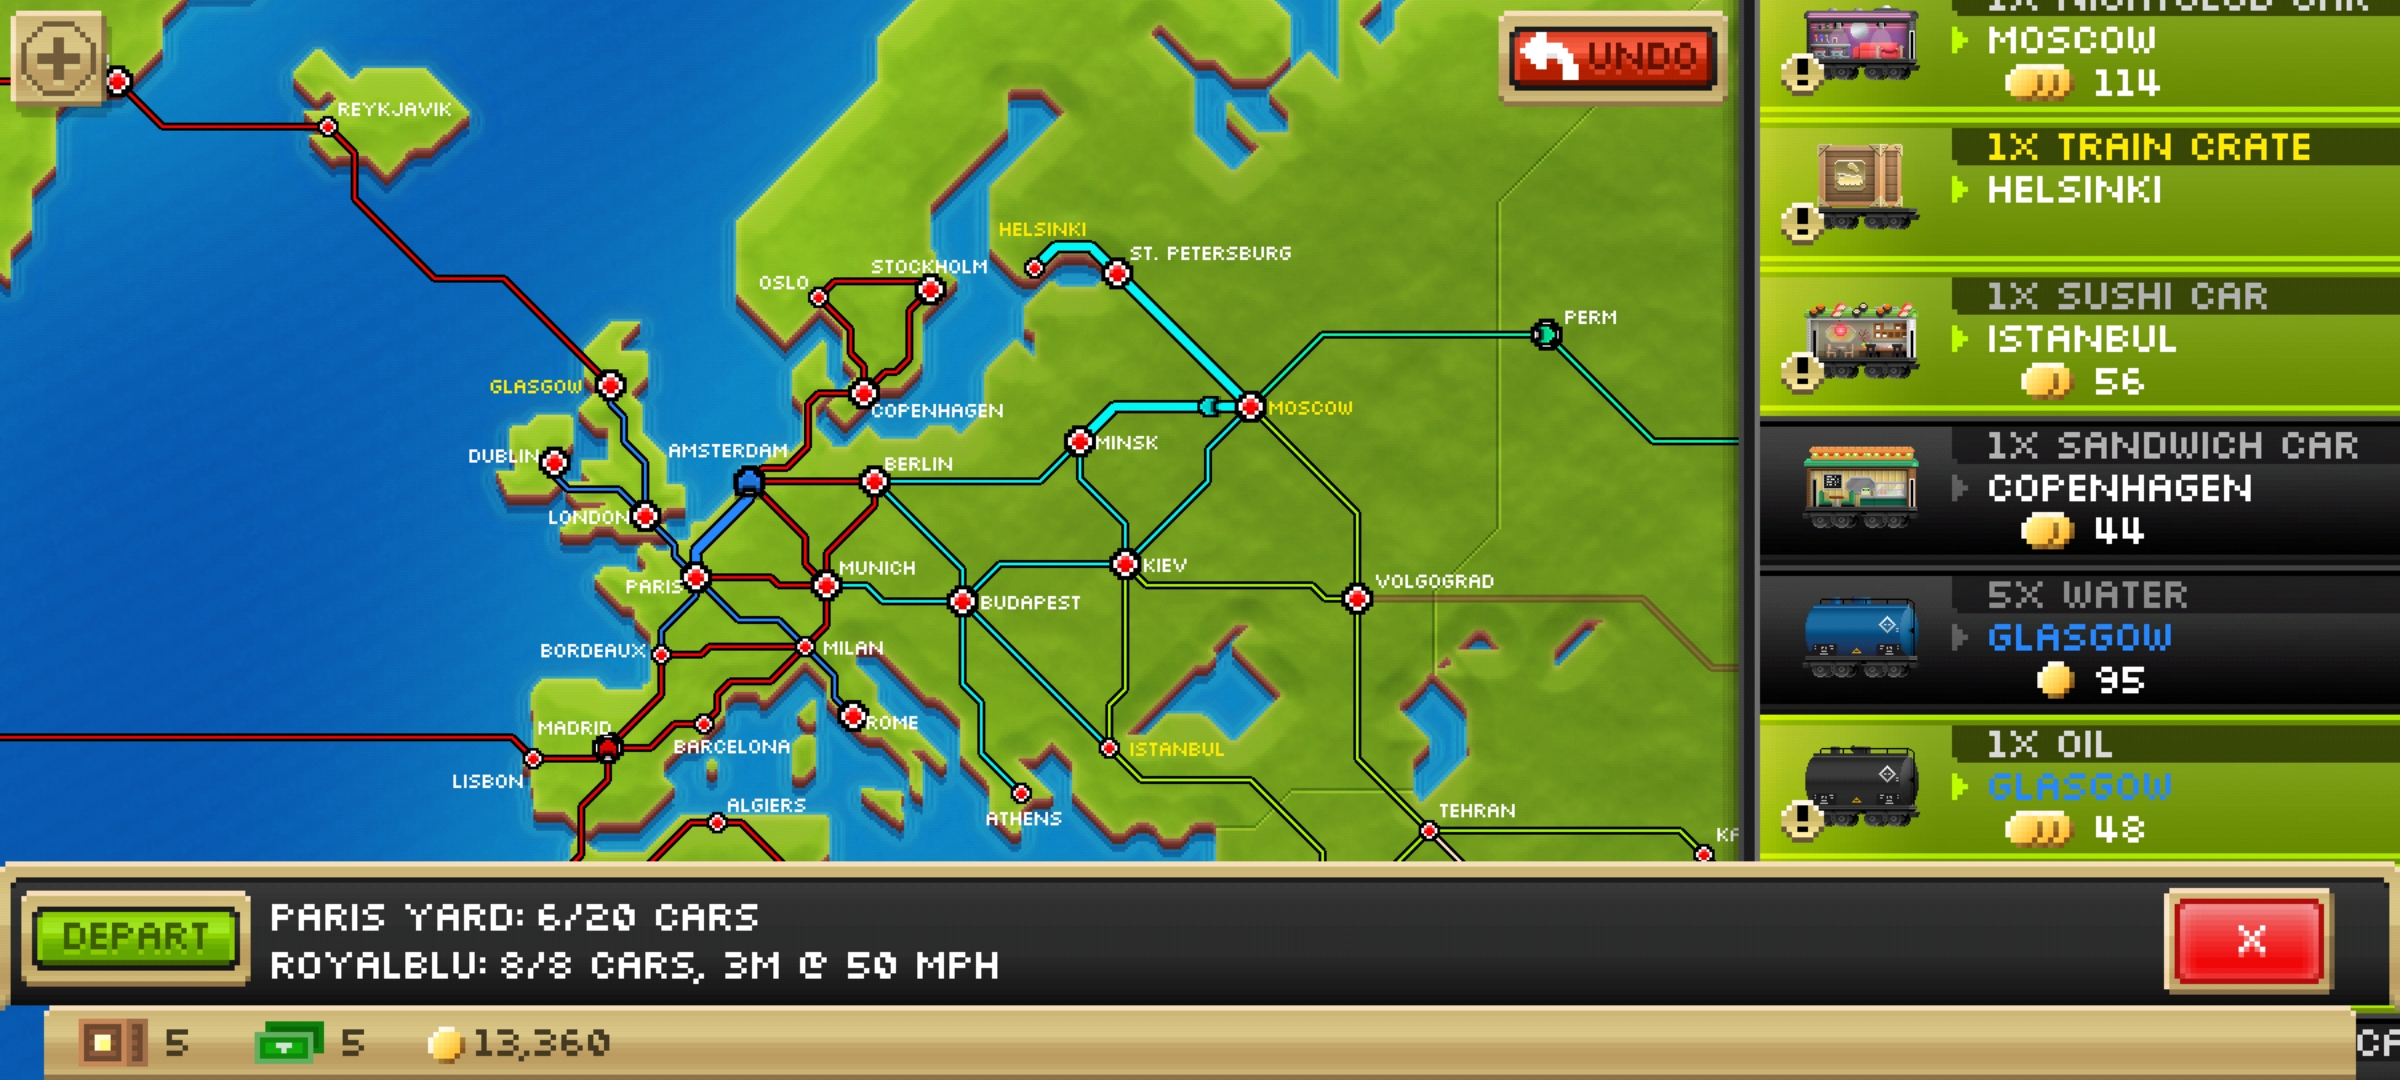 REYKJAVIK
UNDO
HELSINKI
ST. PETERSBURG
STOCKHOLM
OSLO
PERM
GLASGOW
COPENHAGEN
MOSCOW
DUBLIN
AMSTERDAM
BERLIN
MINSK
LONDON
PARIS
MUNICH
KIEV
VOLGOGRAD
BUDAPEST
BORDEAUX
MILAN
MADRID
ROME
BARCELONA
ISTANBUL
LISBON
ALGIERS
ATHENS
TEHRAN
1X NIGHTCLUB CAR
MOSCOW
114
1X TRAIN CRATE
HELSINKI
1X SUSHI CAR
ISTANBUL
56
1X SANDWICH CAR
COPENHAGEN
44
5X WATER
GLASGOW
95
1X OIL
GLASGOW
48
DEPART
PARIS YARD: 6/20 CARS
ROYALBLU: 8/8 CARS, 3M @ 50 MPH
X
5
5
13,360